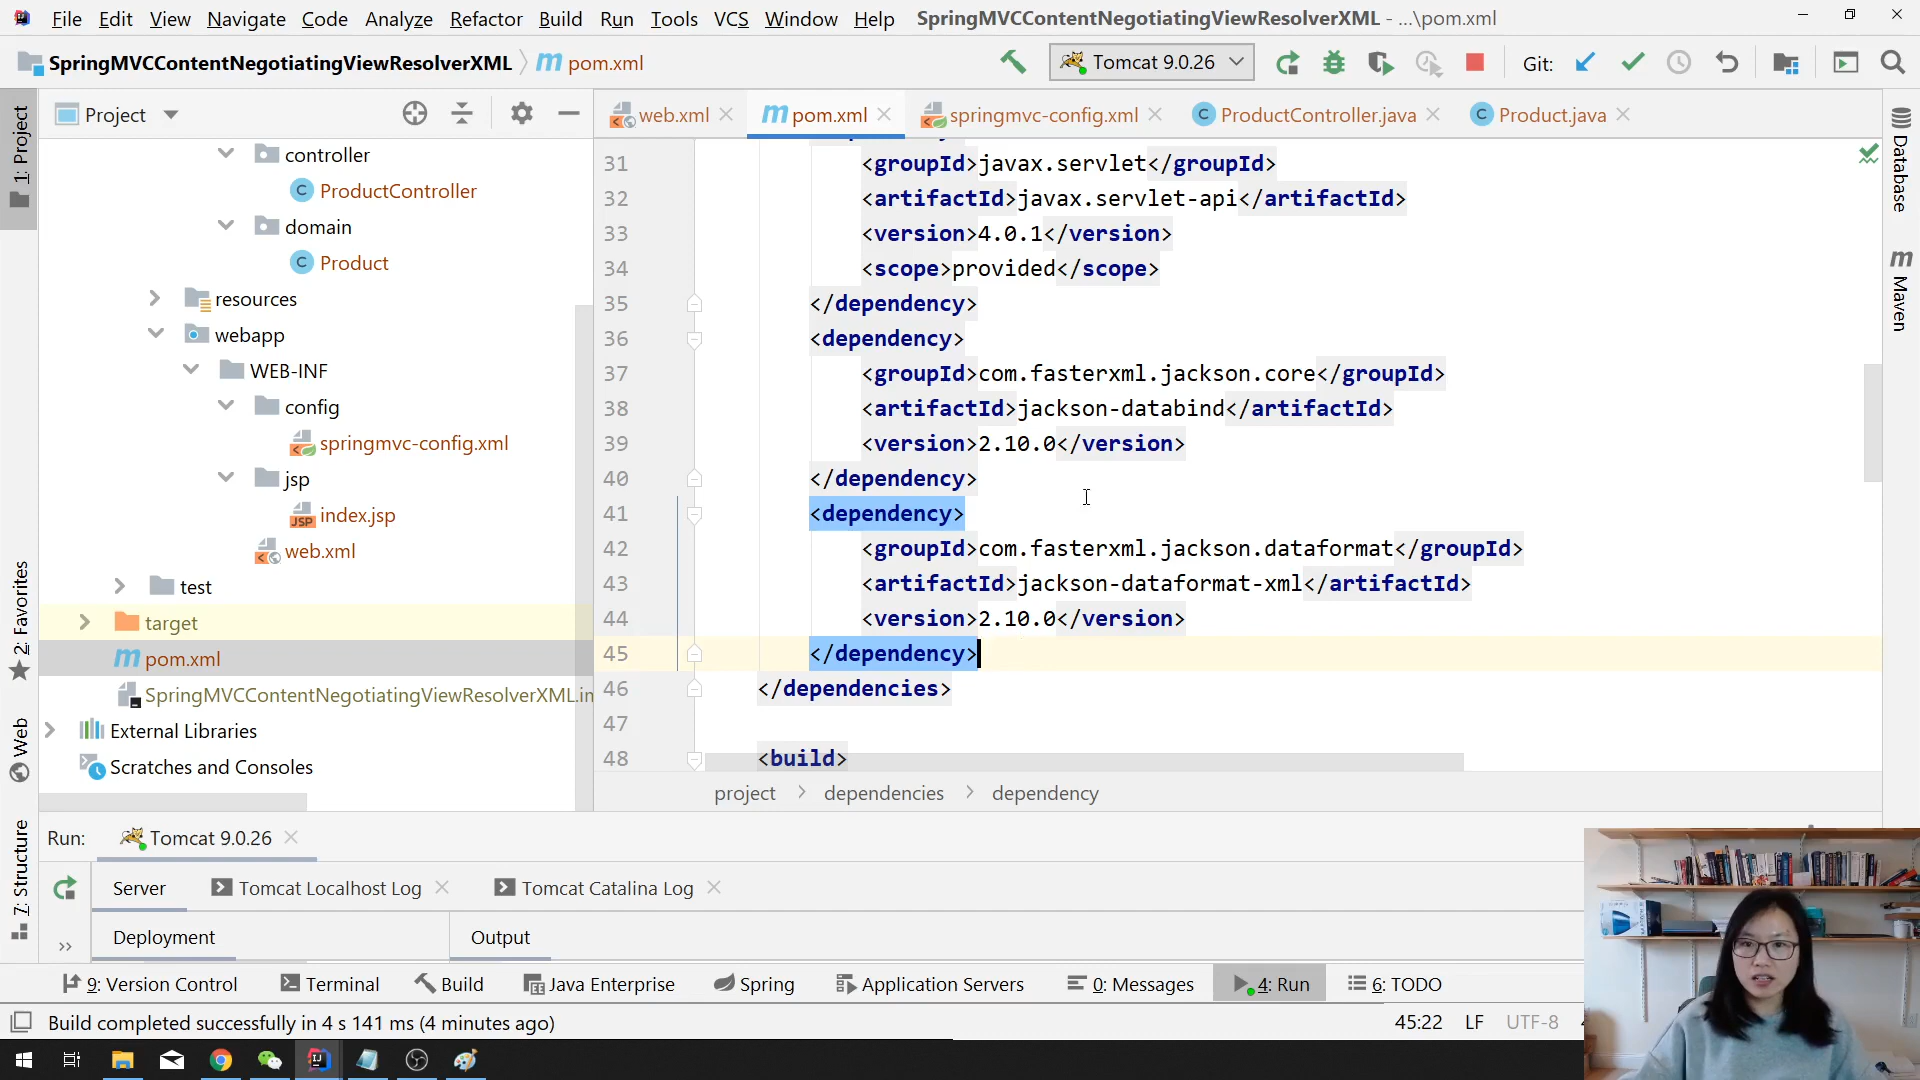 File Edit View Navigate Code Analyze Refactor Build Run Tools VCS Window Help SpringMVCContentNegotiatingViewResolverXML - ...\pom.xml
SpringMVCContentNegotiatingViewResolverXML pom.xml Tomcat 9.0.26 Git:
Project
web.xml pom.xml springmvc-config.xml ProductController.java Product.java
1: Project
2: Favorites
Web
7: Structure
controller
ProductController
domain
Product
resources
webapp
WEB-INF
config
springmvc-config.xml
jsp
index.jsp
web.xml
test
target
pom.xml
SpringMVCContentNegotiatingViewResolverXML.im
External Libraries
Scratches and Consoles
31 <groupId>javax.servlet</groupId>
32 <artifactId>javax.servlet-api</artifactId>
33 <version>4.0.1</version>
34 <scope>provided</scope>
35 </dependency>
36 <dependency>
37 <groupId>com.fasterxml.jackson.core</groupId>
38 <artifactId>jackson-databind</artifactId>
39 <version>2.10.0</version>
40 </dependency>
41 <dependency>
42 <groupId>com.fasterxml.jackson.dataformat</groupId>
43 <artifactId>jackson-dataformat-xml</artifactId>
44 <version>2.10.0</version>
45 </dependency>
46 </dependencies>
47
48 <build>
project dependencies dependency
Database
Maven
Run: Tomcat 9.0.26
Server Tomcat Localhost Log Tomcat Catalina Log
Deployment Output
9: Version Control Terminal Build Java Enterprise Spring Application Servers 0: Messages 4: Run 6: TODO
Build completed successfully in 4 s 141 ms (4 minutes ago) 45:22 LF UTF-8